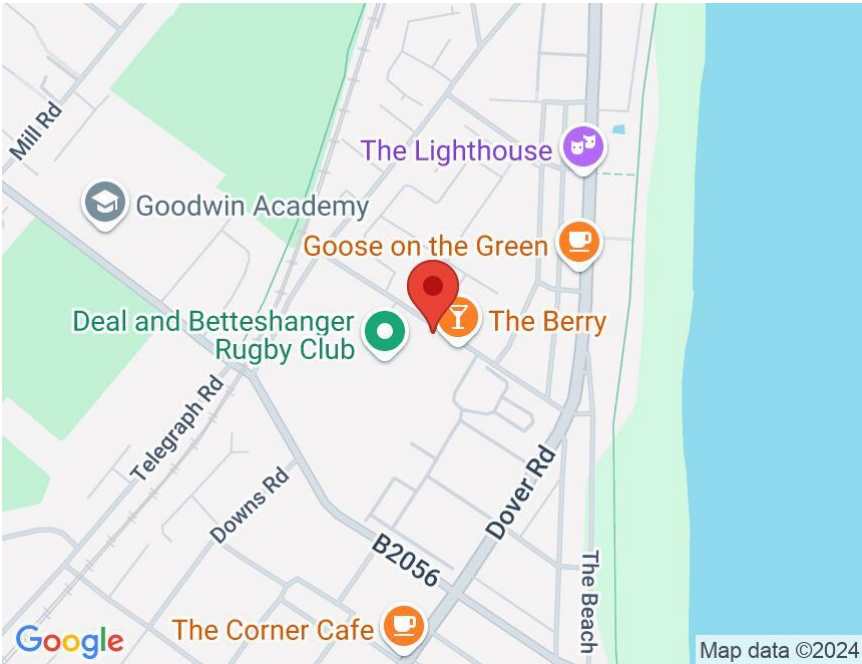 Mill Rd
The Lighthouse
Goodwin Academy
Goose on the Green
Deal and Betteshanger
Rugby Club
The Berry
Telegraph Rd
Downs Rd
Dover Rd
B2056
The Beach
The Corner Cafe
Google
Map data ©2024